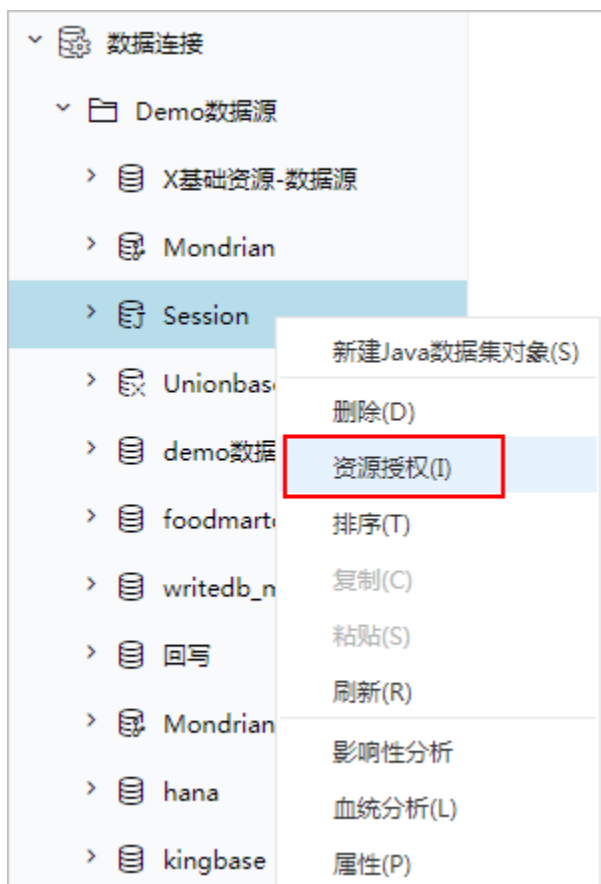 数据连接
Demo数据源
X基础资源-数据源
Mondrian
Session
Unionbas
demo数据
foodmart
writedb_
回写
Mondrian
hana
kingbase
新建Java数据集对象(S)
删除(D)
资源授权(I)
排序(T)
复制(C)
粘贴(S)
刷新(R)
影响性分析
血统分析(L)
属性(P)